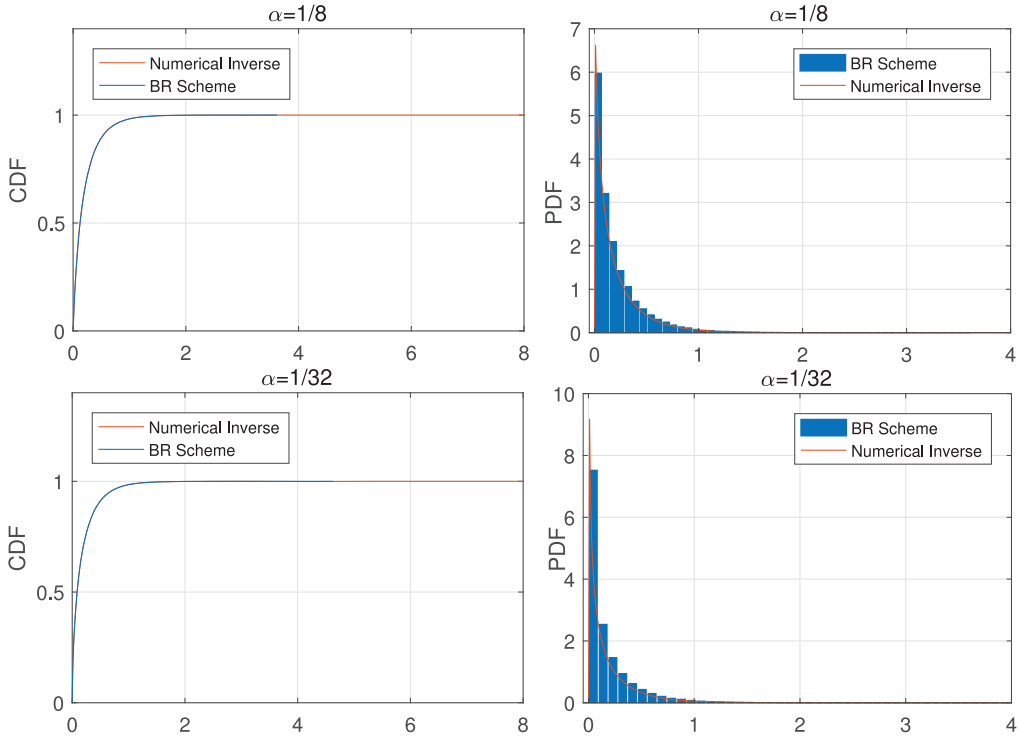 α=1/8
Numerical Inverse
BR Scheme
CDF
1
0.5
0
0 2 4 6 8
α=1/8
BR Scheme
Numerical Inverse
PDF
7
6
5
4
3
2
1
0
0 1 2 3 4
α=1/32
Numerical Inverse
BR Scheme
CDF
1
0.5
0
0 2 4 6 8
α=1/32
BR Scheme
Numerical Inverse
PDF
10
8
6
4
2
0
0 1 2 3 4